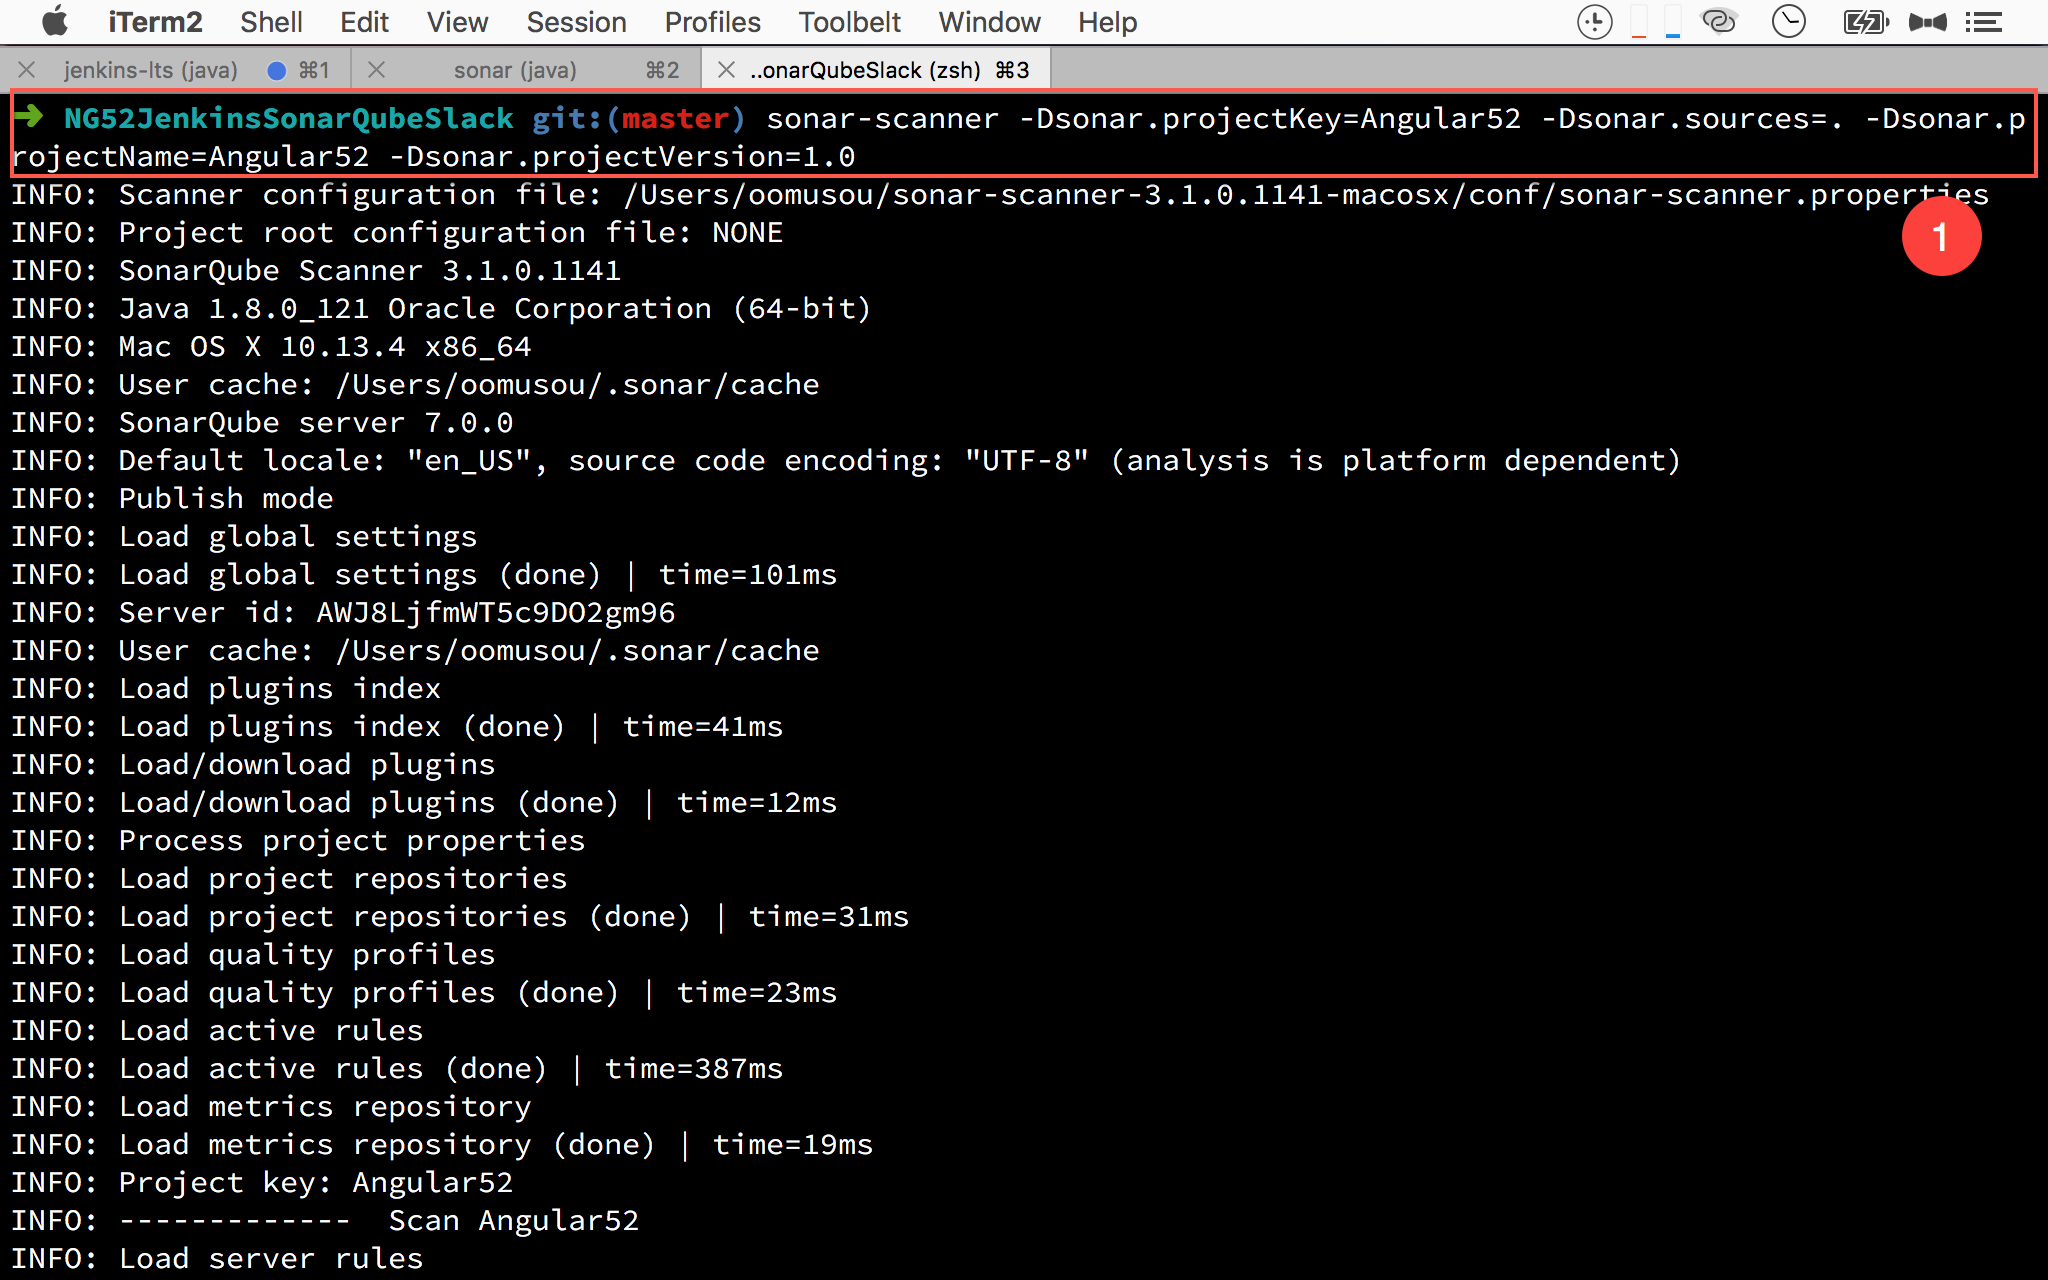 iTerm2 Shell Edit View Session Profiles Toolbelt Window Help
jenkins-lts (java) ⌘1 sonar (java) ⌘2 ..onarQubeSlack (zsh) ⌘3
➜ NG52JenkinsSonarQubeSlack git:(master) sonar-scanner -Dsonar.projectKey=Angular52 -Dsonar.sources=. -Dsonar.p
rojectName=Angular52 -Dsonar.projectVersion=1.0
INFO: Scanner configuration file: /Users/oomusou/sonar-scanner-3.1.0.1141-macosx/conf/sonar-scanner.properties
1
INFO: Project root configuration file: NONE
INFO: SonarQube Scanner 3.1.0.1141
INFO: Java 1.8.0_121 Oracle Corporation (64-bit)
INFO: Mac OS X 10.13.4 x86_64
INFO: User cache: /Users/oomusou/.sonar/cache
INFO: SonarQube server 7.0.0
INFO: Default locale: "en_US", source code encoding: "UTF-8" (analysis is platform dependent)
INFO: Publish mode
INFO: Load global settings
INFO: Load global settings (done) | time=101ms
INFO: Server id: AWJ8LjfmWT5c9DO2gm96
INFO: User cache: /Users/oomusou/.sonar/cache
INFO: Load plugins index
INFO: Load plugins index (done) | time=41ms
INFO: Load/download plugins
INFO: Load/download plugins (done) | time=12ms
INFO: Process project properties
INFO: Load project repositories
INFO: Load project repositories (done) | time=31ms
INFO: Load quality profiles
INFO: Load quality profiles (done) | time=23ms
INFO: Load active rules
INFO: Load active rules (done) | time=387ms
INFO: Load metrics repository
INFO: Load metrics repository (done) | time=19ms
INFO: Project key: Angular52
INFO: -------------  Scan Angular52
INFO: Load server rules